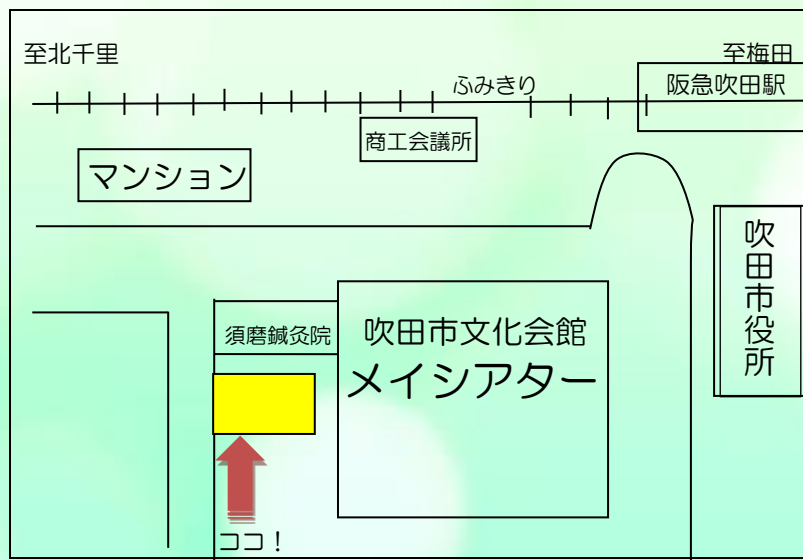 至北千里
至梅田
ふみきり
阪急吹田駅
商工会議所
マンション
吹田市役所
須磨鍼灸院
吹田市文化会館
メイシアター
ココ！